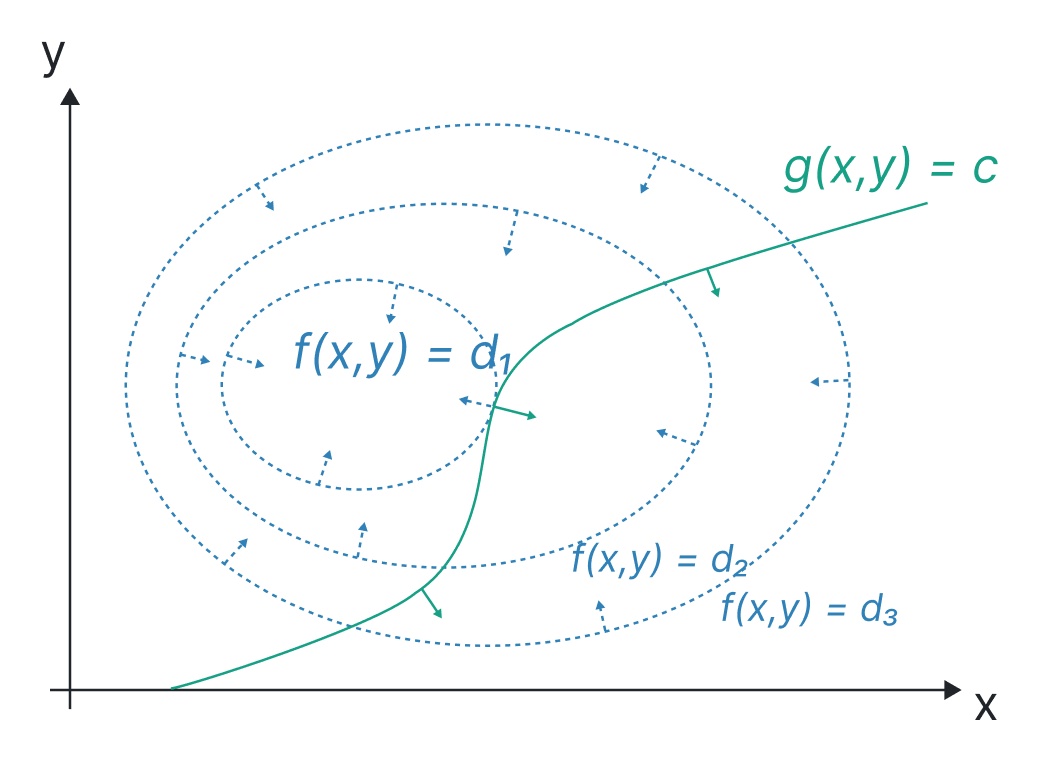 y
g(x,y) = c
f(x,y) = d₁
f(x,y) = d₂
f(x,y) = d₃
x